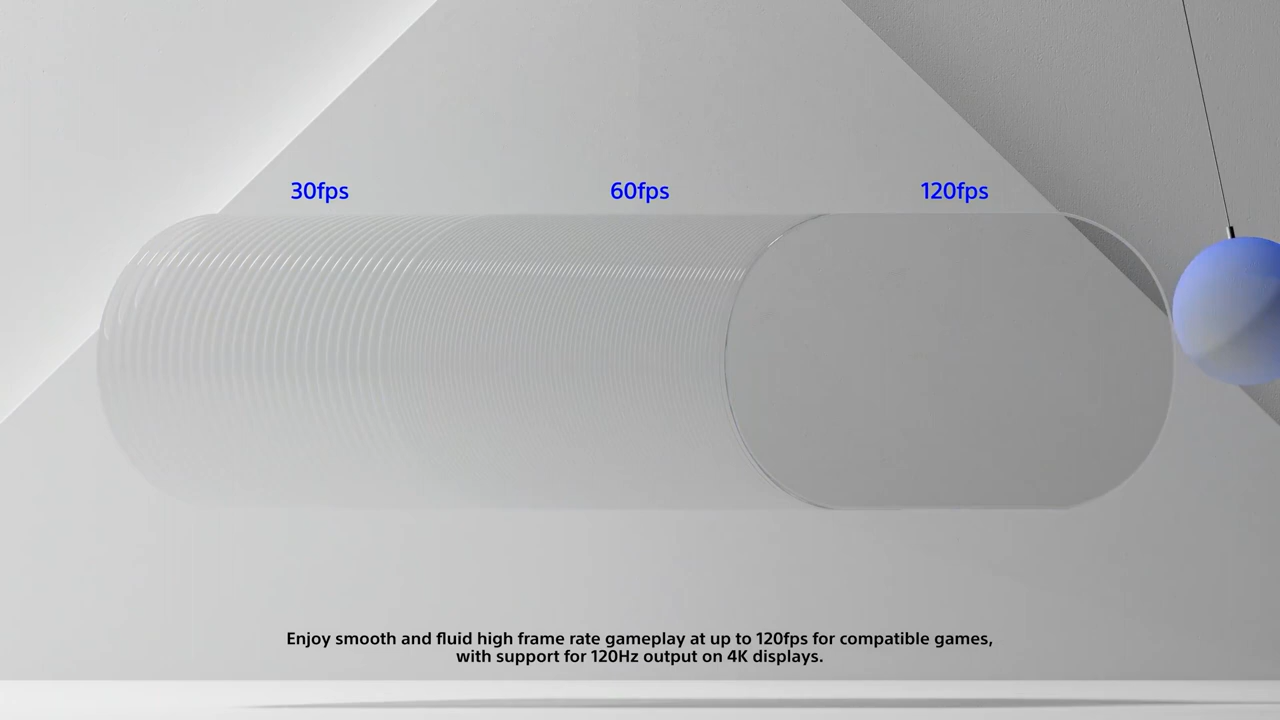 30fps
60fps
120fps
Enjoy smooth and fluid high frame rate gameplay at up to 120fps for compatible games,
with support for 120Hz output on 4K displays.